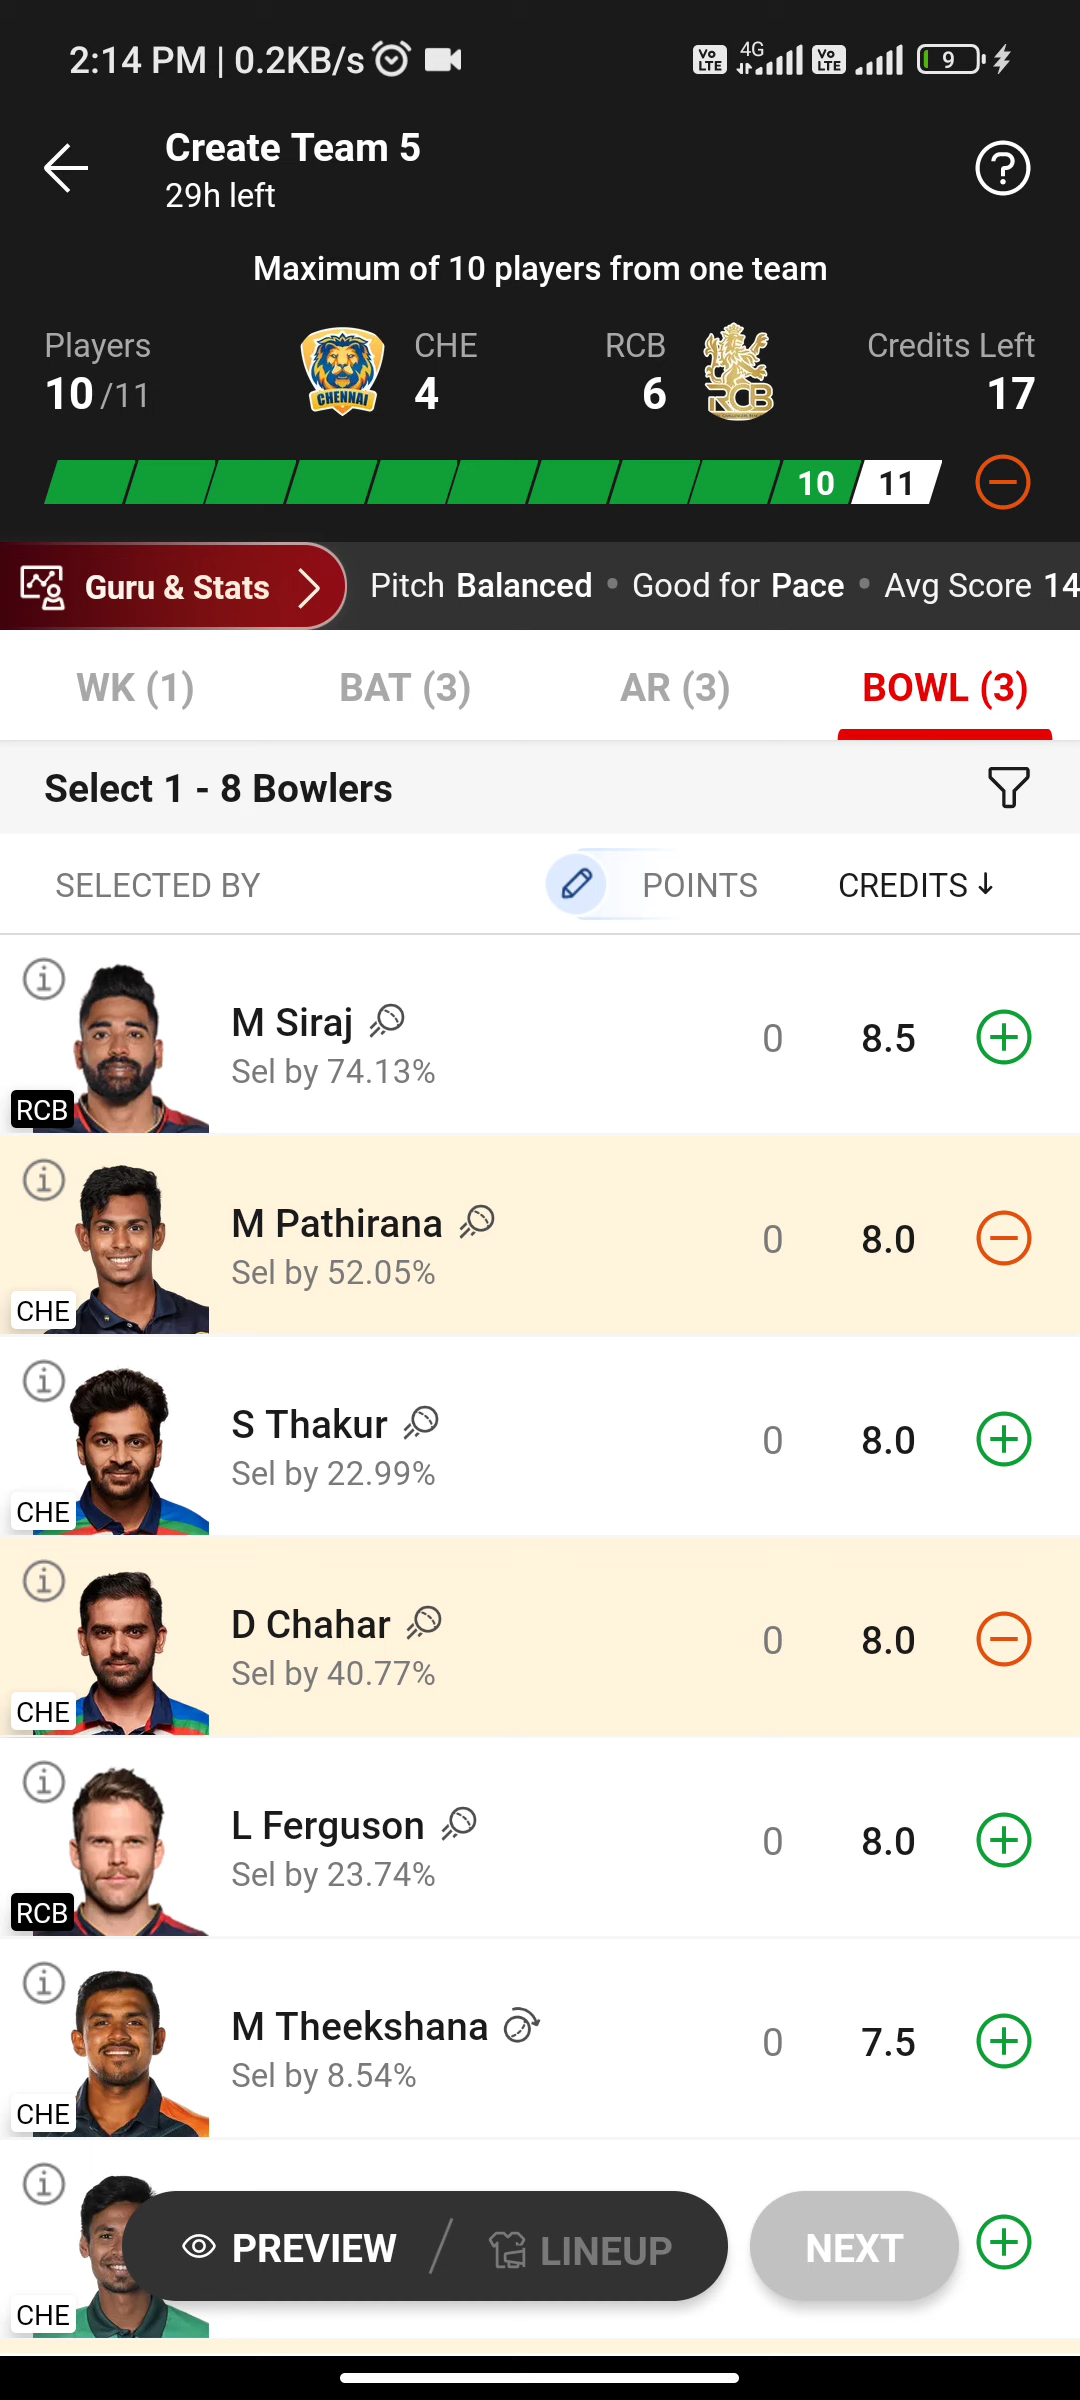 2:14 PM | 0.2KB/s Vo LTE 4G Vo LTE 9
Create Team 5
29h left
Maximum of 10 players from one team
Players CHE RCB Credits Left
10/11 4 6 17
CHENNAI RCB
10 11
Guru & Stats Pitch Balanced • Good for Pace • Avg Score 14
WK (1) BAT (3) AR (3) BOWL (3)
Select 1 - 8 Bowlers
SELECTED BY POINTS CREDITS ↓
M Siraj 0 8.5
Sel by 74.13%
RCB
M Pathirana 0 8.0
Sel by 52.05%
CHE
S Thakur 0 8.0
Sel by 22.99%
CHE
D Chahar 0 8.0
Sel by 40.77%
CHE
L Ferguson 0 8.0
Sel by 23.74%
RCB
M Theekshana 0 7.5
Sel by 8.54%
CHE
PREVIEW / LINEUP NEXT
CHE